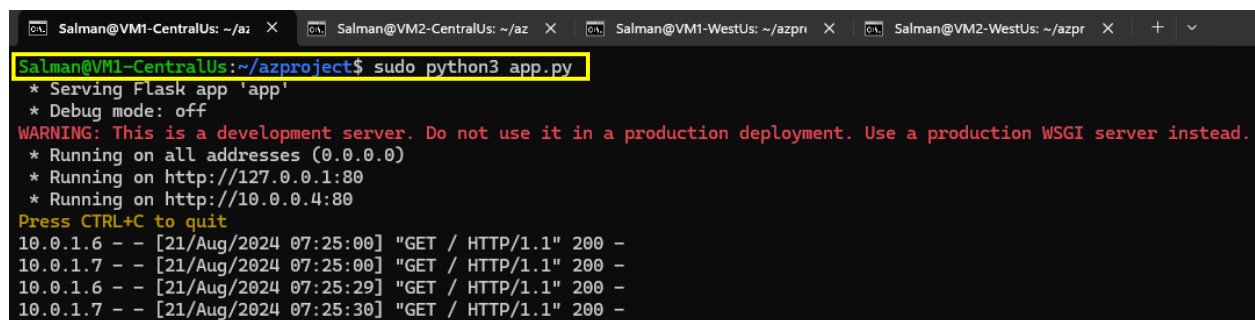 Salman@VM1-CentralUs: ~/az
Salman@VM2-CentralUs: ~/az
Salman@VM1-WestUs: ~/azpro
Salman@VM2-WestUs: ~/azpr
Salman@VM1-CentralUs:~/azproject$ sudo python3 app.py
 * Serving Flask app 'app'
 * Debug mode: off
WARNING: This is a development server. Do not use it in a production deployment. Use a production WSGI server instead.
 * Running on all addresses (0.0.0.0)
 * Running on http://127.0.0.1:80
 * Running on http://10.0.0.4:80
Press CTRL+C to quit
10.0.1.6 - - [21/Aug/2024 07:25:00] "GET / HTTP/1.1" 200 -
10.0.1.7 - - [21/Aug/2024 07:25:00] "GET / HTTP/1.1" 200 -
10.0.1.6 - - [21/Aug/2024 07:25:29] "GET / HTTP/1.1" 200 -
10.0.1.7 - - [21/Aug/2024 07:25:30] "GET / HTTP/1.1" 200 -